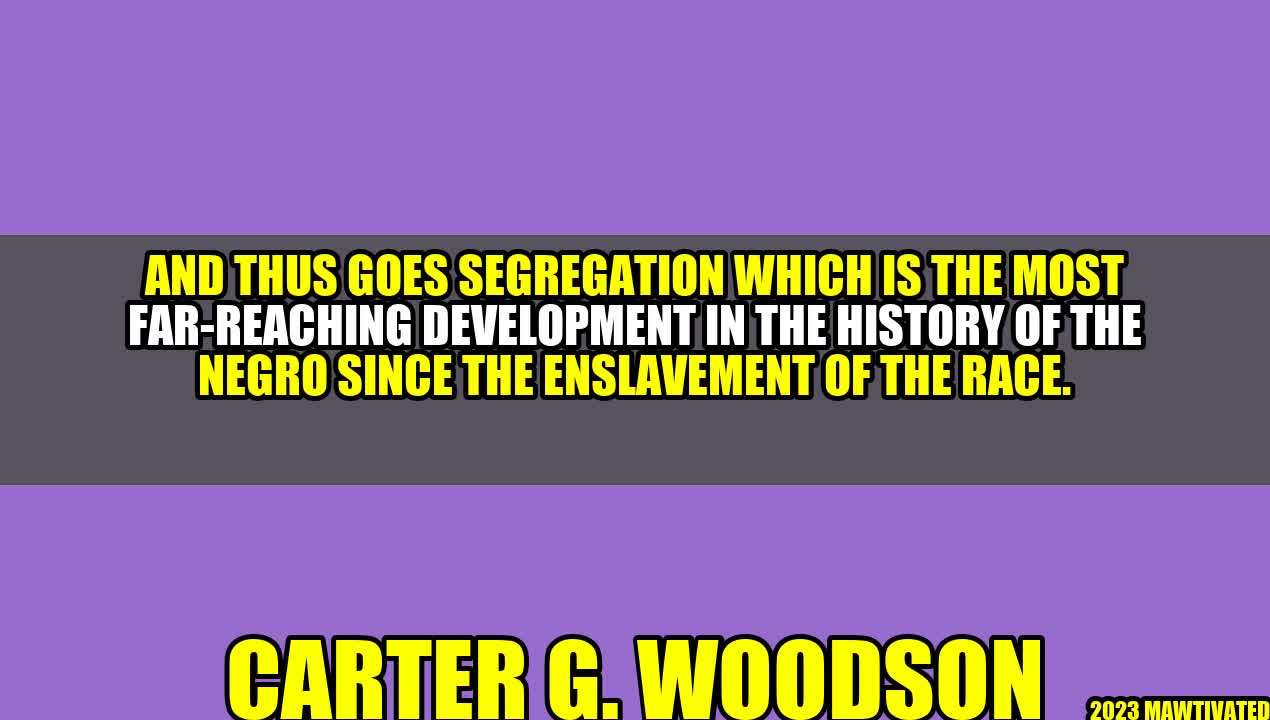 AND THUS GOES SEGREGATION WHICH IS THE MOST
FAR-REACHING DEVELOPMENT IN THE HISTORY OF THE
NEGRO SINCE THE ENSLAVEMENT OF THE RACE.
CARTER G. WOODSON
2023 MAWTIVATED